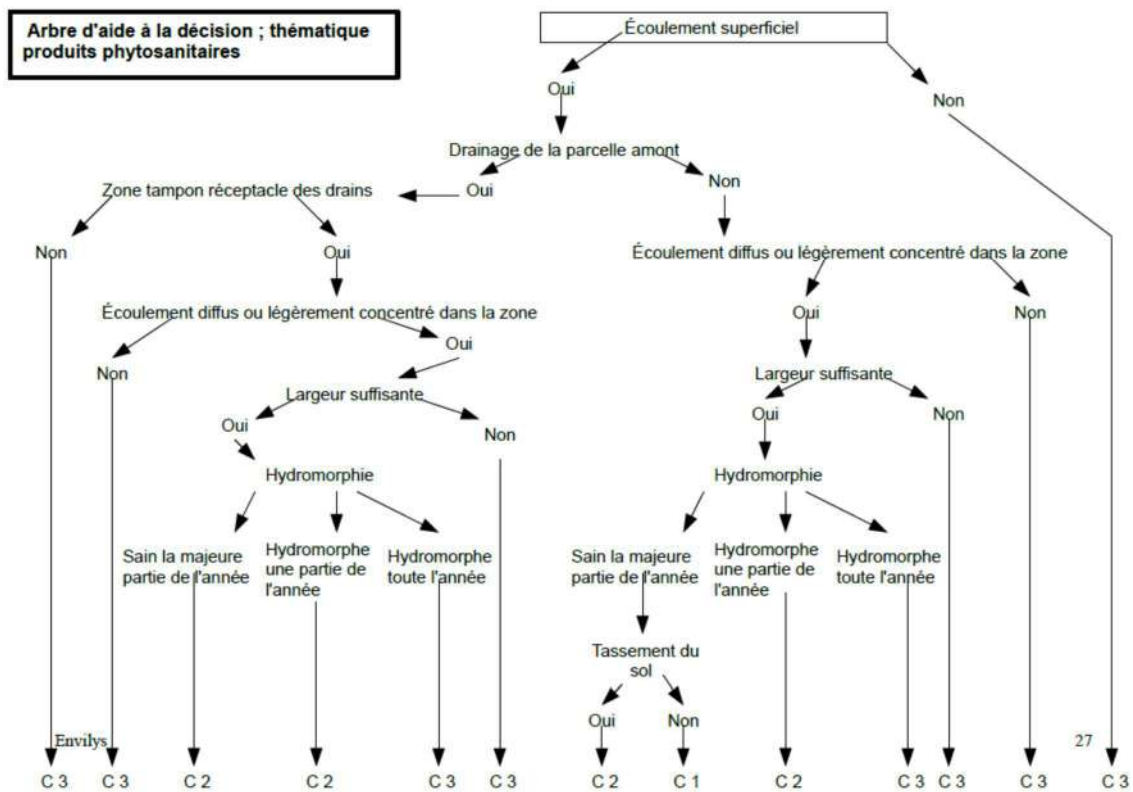 Arbre d'aide à la décision ; thématique
produits phytosanitaires
Écoulement superficiel
Oui
Non
Drainage de la parcelle amont
Zone tampon réceptacle des drains
Oui
Non
Non
Oui
Écoulement diffus ou légèrement concentré dans la zone
Écoulement diffus ou légèrement concentré dans la zone
Oui
Non
Oui
Non
Largeur suffisante
Largeur suffisante
Oui
Non
Oui
Non
Hydromorphie
Hydromorphie
Sain la majeure
partie de l'année
Hydromorphe
une partie de
l'année
Hydromorphe
toute l'année
Sain la majeure
partie de l'année
Hydromorphe
une partie de
l'année
Hydromorphe
toute l'année
Tassement du
sol
Oui
Non
Envilys
27
C 3
C 3
C 2
C 2
C 3
C 3
C 2
C 1
C 2
C 3
C 3
C 3
C 3